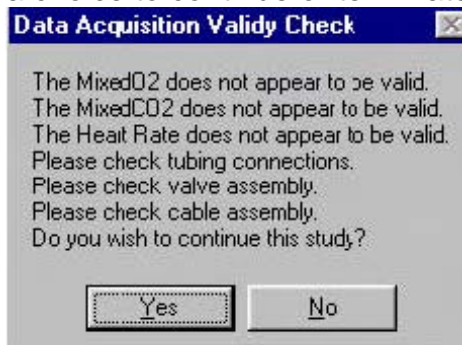 Data Acquisition Validy Check
The MixedO2 does not appear to be valid.
The MixedCO2 does not appear to be valid.
The Heart Rate does not appear to be valid.
Please check tubing connections.
Please check valve assembly.
Please check cable assembly.
Do you wish to continue this study?
Yes
No